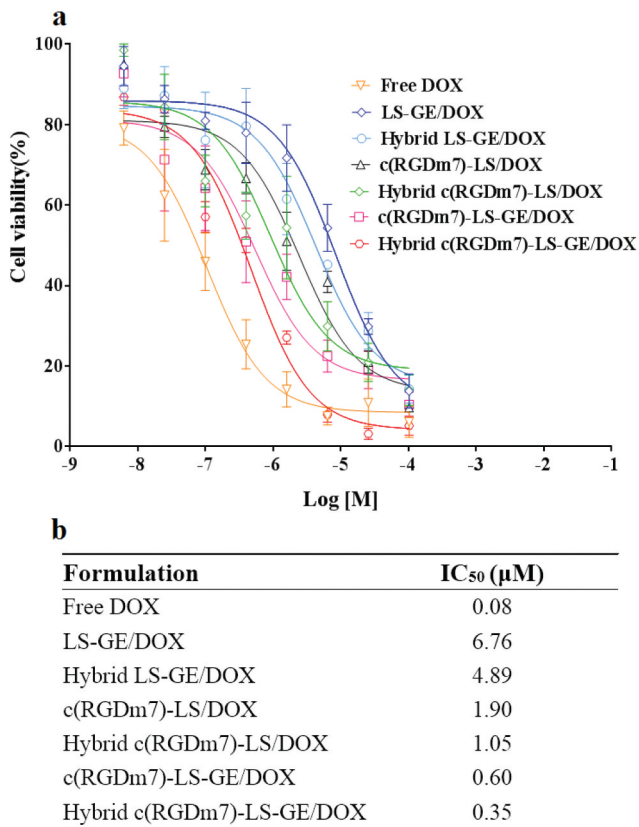 a
100
80
60
40
20
0
Cell viability(%)
-9 -8 -7 -6 -5 -4 -3 -2 -1
Log [M]
Free DOX
LS-GE/DOX
Hybrid LS-GE/DOX
c(RGDm7)-LS/DOX
Hybrid c(RGDm7)-LS/DOX
c(RGDm7)-LS-GE/DOX
Hybrid c(RGDm7)-LS-GE/DOX
b
Formulation IC₅₀ (μM)
Free DOX 0.08
LS-GE/DOX 6.76
Hybrid LS-GE/DOX 4.89
c(RGDm7)-LS/DOX 1.90
Hybrid c(RGDm7)-LS/DOX 1.05
c(RGDm7)-LS-GE/DOX 0.60
Hybrid c(RGDm7)-LS-GE/DOX 0.35